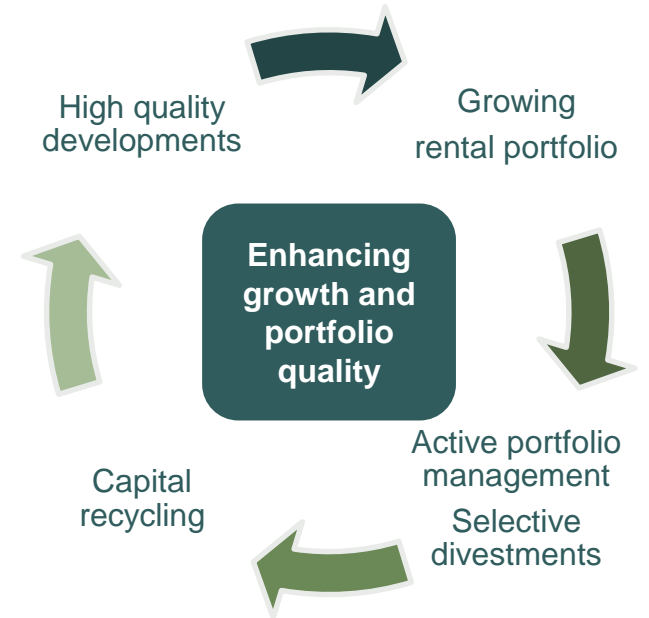 High quality
developments
Growing
rental portfolio
Enhancing
growth and
portfolio
quality
Active portfolio
management
Selective
divestments
Capital
recycling